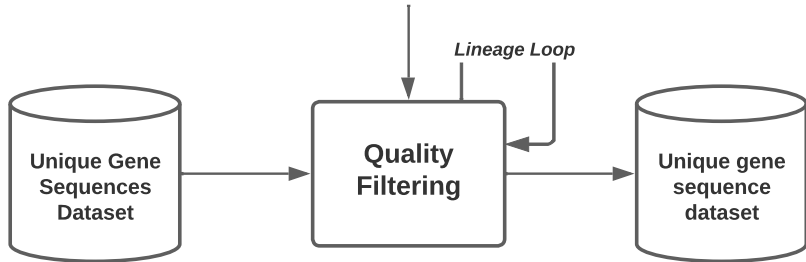 Lineage Loop
Unique Gene
Sequences
Dataset
Quality
Filtering
Unique gene
sequence
dataset